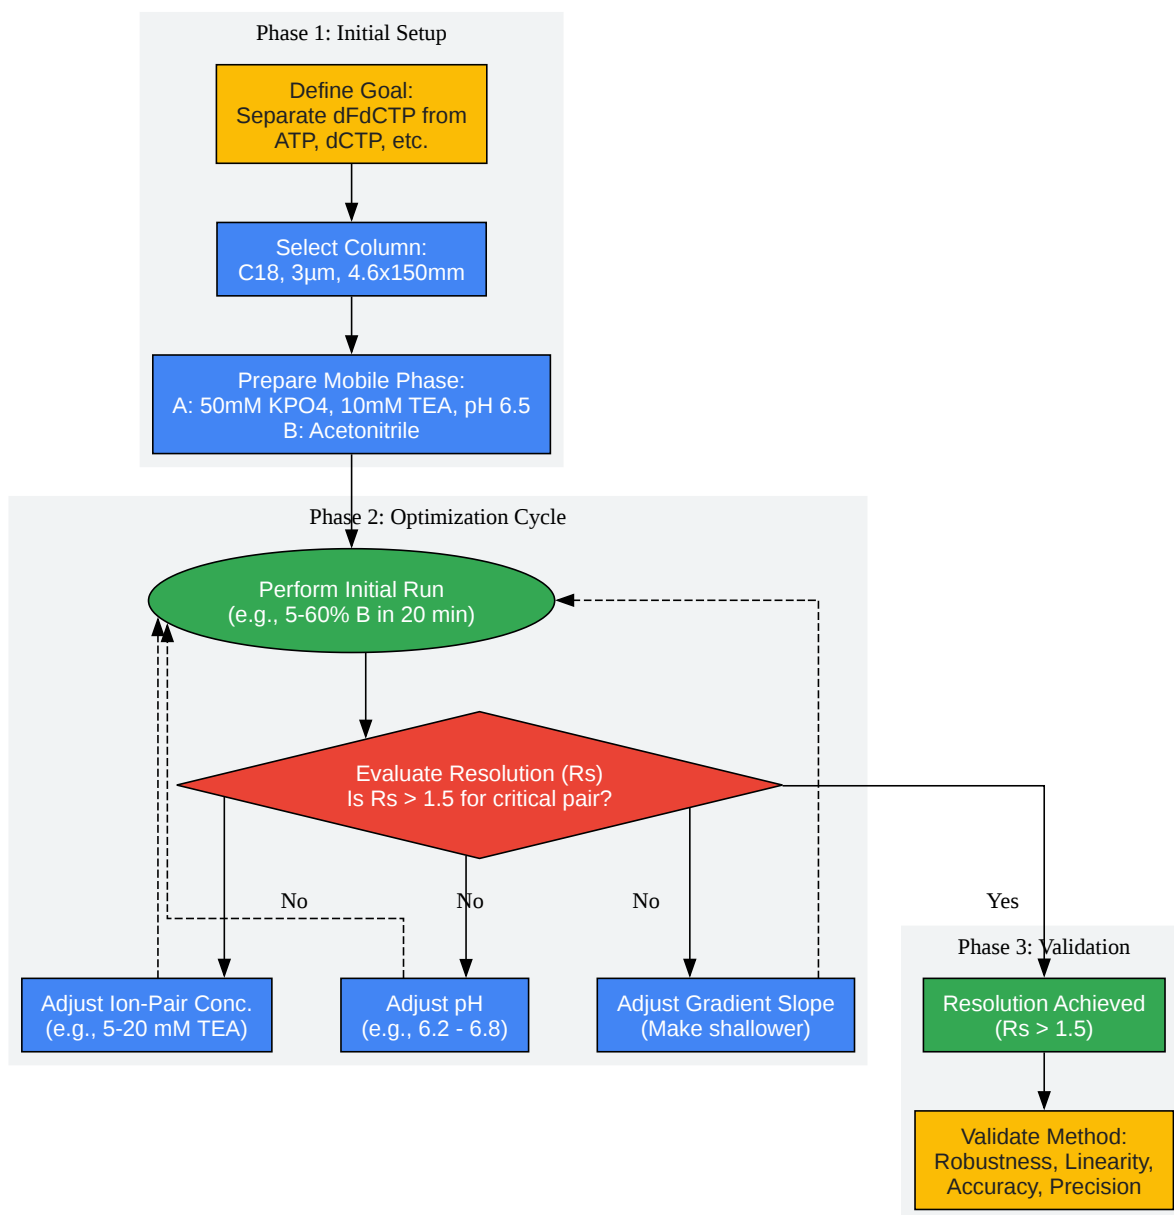 Phase 1: Initial Setup
Define Goal:
Separate dFdCTP from
ATP, dCTP, etc.
Select Column:
C18, 3µm, 4.6x150mm
Prepare Mobile Phase:
A: 50mM KPO4, 10mM TEA, pH 6.5
B: Acetonitrile
Phase 2: Optimization Cycle
Perform Initial Run
(e.g., 5-60% B in 20 min)
Evaluate Resolution (Rs)
Is Rs > 1.5 for critical pair?
No
No
No
Yes
Adjust Ion-Pair Conc.
(e.g., 5-20 mM TEA)
Adjust pH
(e.g., 6.2 - 6.8)
Adjust Gradient Slope
(Make shallower)
Phase 3: Validation
Resolution Achieved
(Rs > 1.5)
Validate Method:
Robustness, Linearity,
Accuracy, Precision